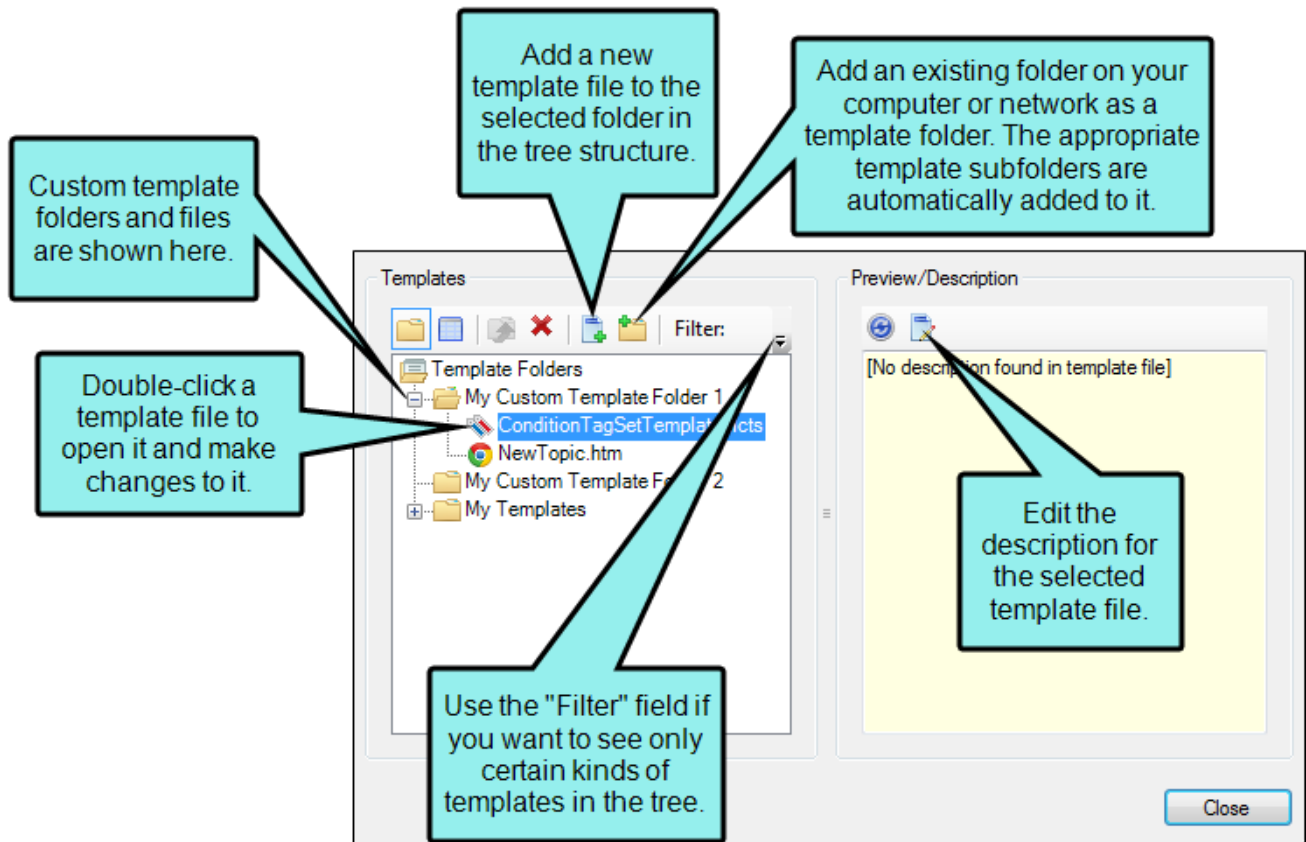 Add a new
template file to the
selected folder in
the tree structure.
Add an existing folder on your
computer or network as a
template folder. The appropriate
template subfolders are
automatically added to it.
Custom template
folders and files
are shown here.
Double-click a
template file to
open it and make
changes to it.
Templates
Filter:
Template Folders
My Custom Template Folder 1
NewTopic.htm
My Custom Template 2
My Templates
Preview/Description
[No description found in template file]
Edit the
description for
the selected
template file.
Use the "Filter" field if
you want to see only
certain kinds of
templates in the tree.
Close